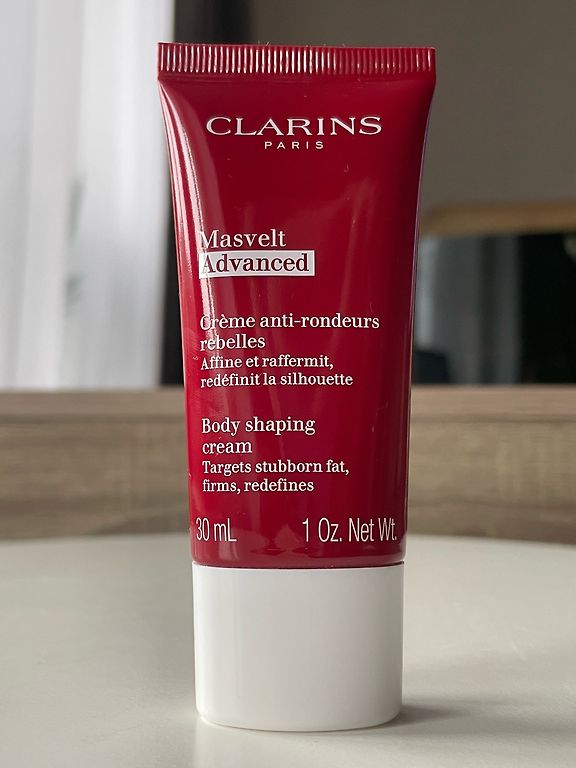 CLARINS
PARIS
Masvelt
Advanced
Crème anti-rondeurs
rebelles
Affine et raffermit,
redéfinit la silhouette
Body shaping
cream
Targets stubborn fat,
firms, redefines
30 mL 1 Oz. Net Wt.